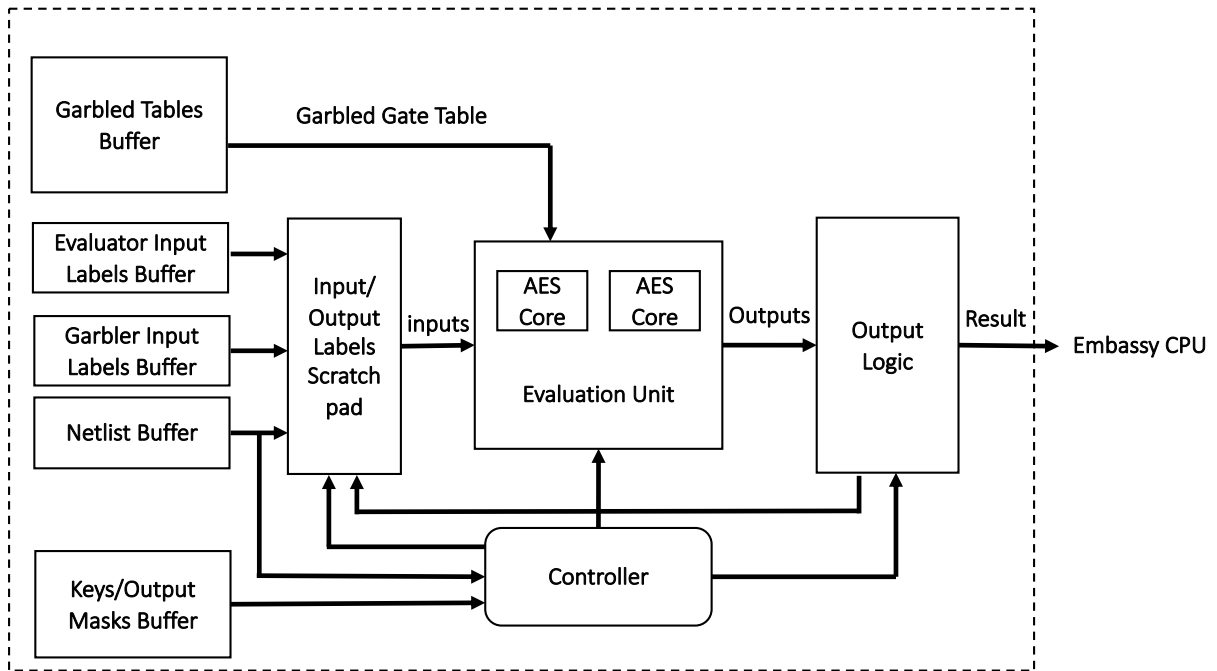 Garbled Tables
Buffer
Garbled Gate Table
Evaluator Input
Labels Buffer
Garbler Input
Labels Buffer
Netlist Buffer
Keys/Output
Masks Buffer
Input/
Output
Labels
Scratch
pad
inputs
AES
Core
AES
Core
Evaluation Unit
Outputs
Output
Logic
Result
Embassy CPU
Controller